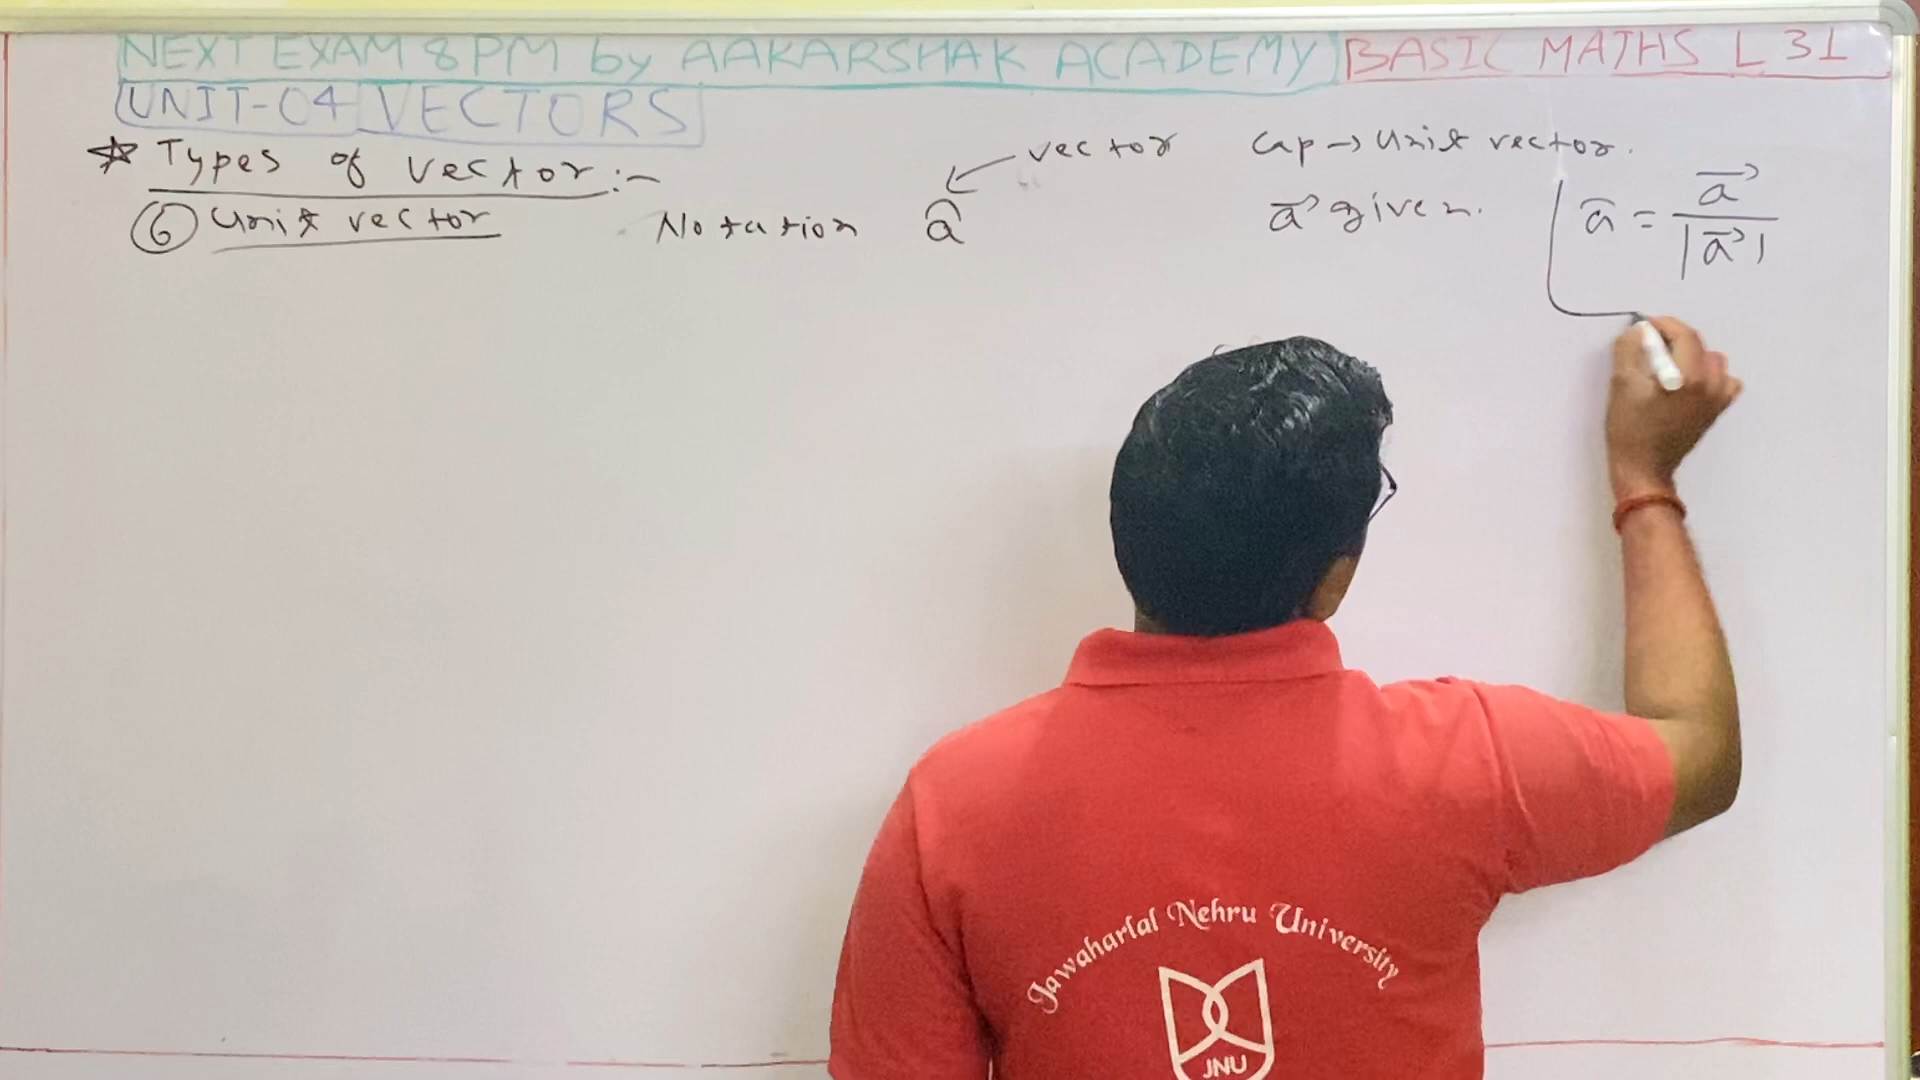 NEXT EXAM 8PM by AAKARSHAK ACADEMY BASIC MATHS L 31
UNIT-04 VECTORS
☆ Types of vector:-
vector cap → unit vector.
⑥ unit vector Notation â a⃗ given. â = a⃗ / |a⃗|
Jawaharlal Nehru University
JNU